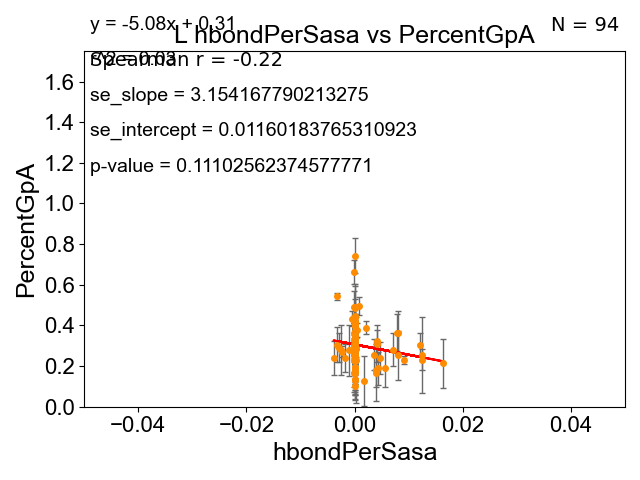 y = -5.08x + 0.31
N = 94
L hbondPerSasa vs PercentGpA
Spearman r = -0.22
se_slope = 3.154167790213275
se_intercept = 0.01160183765310923
p-value = 0.11102562374577771
PercentGpA
1.6
1.4
1.2
1.0
0.8
0.6
0.4
0.2
0.0
−0.04
−0.02
0.00
0.02
0.04
hbondPerSasa